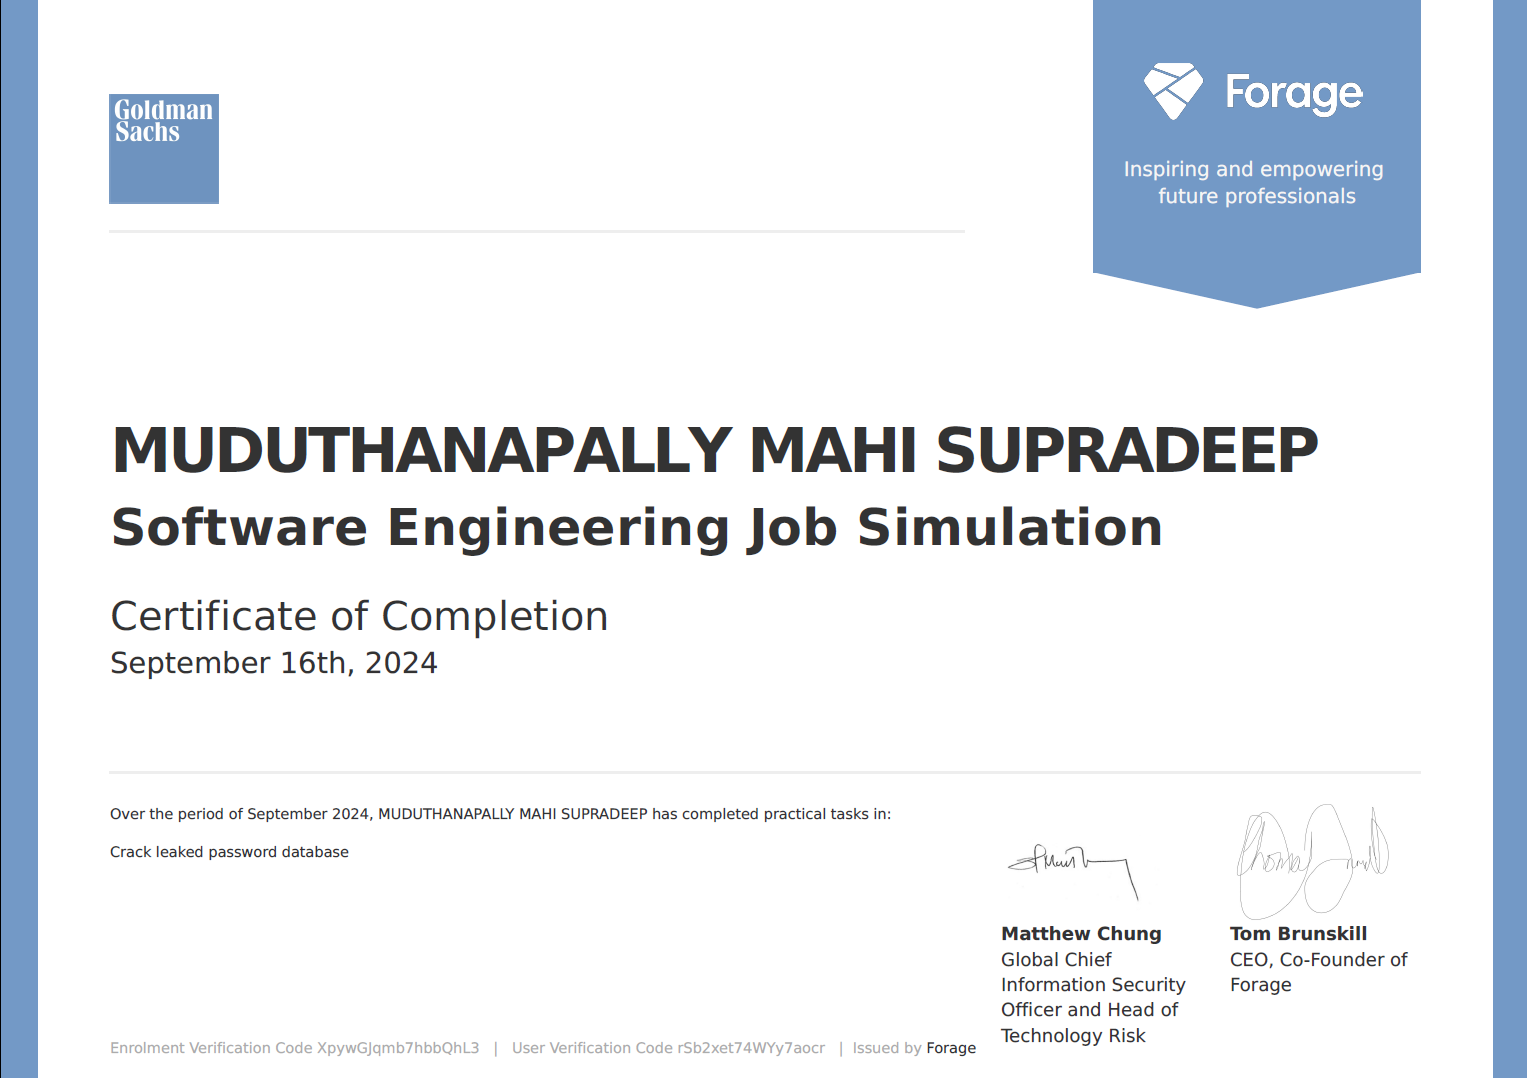 Goldman
Sachs
Forage
Inspiring and empowering
future professionals
MUDUTHANAPALLY MAHI SUPRADEEP
Software Engineering Job Simulation
Certificate of Completion
September 16th, 2024
Over the period of September 2024, MUDUTHANAPALLY MAHI SUPRADEEP has completed practical tasks in:
Crack leaked password database
Matthew Chung
Global Chief
Information Security
Officer and Head of
Technology Risk
Tom Brunskill
CEO, Co-Founder of
Forage
Enrolment Verification Code XpywGJqmb7hbbQhL3 | User Verification Code rSb2xet74WYy7aocr | Issued by Forage